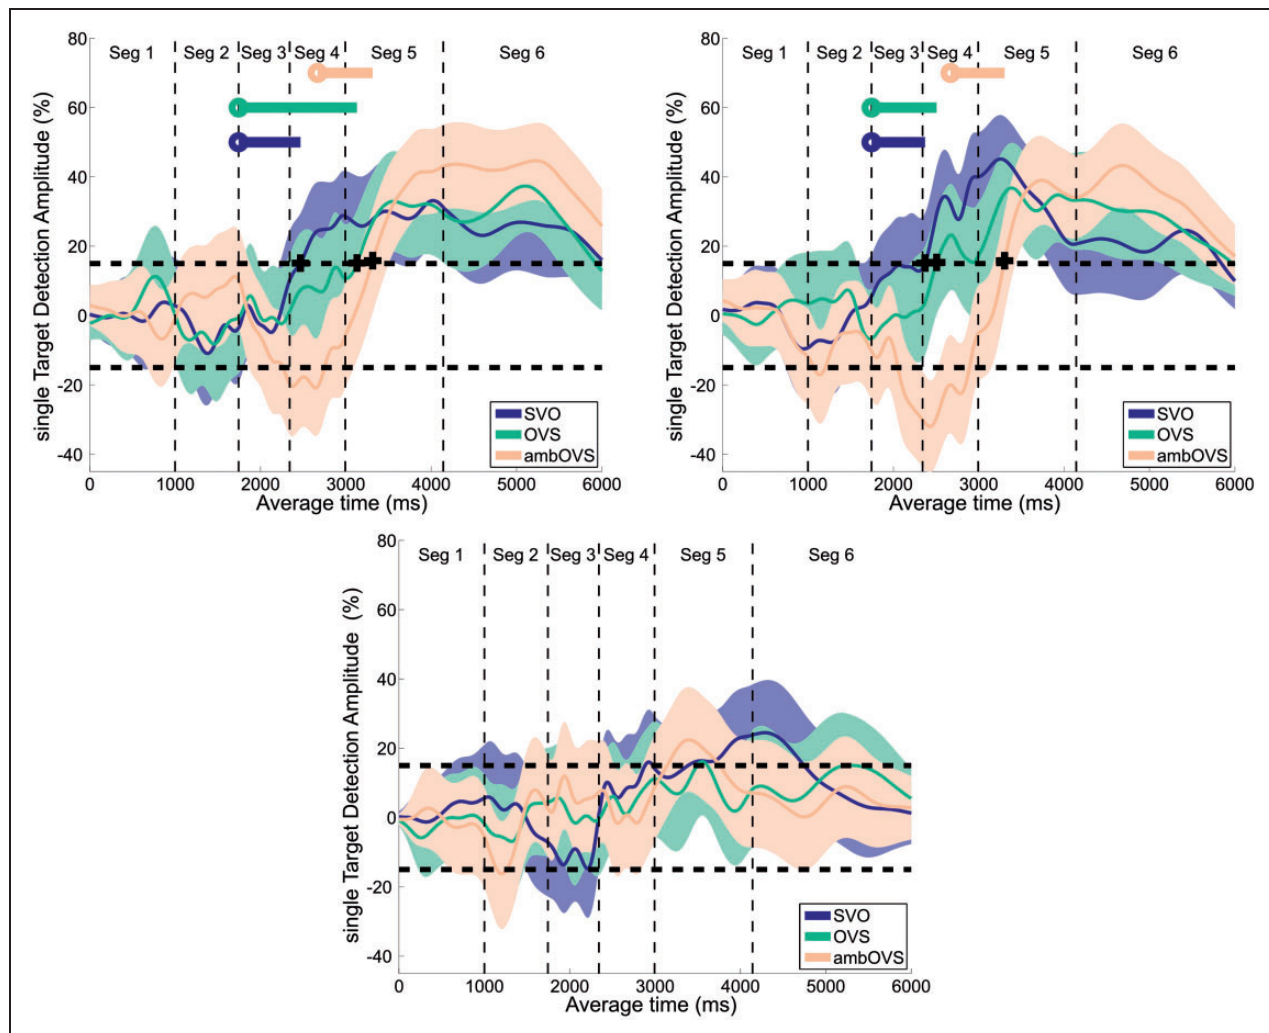 80
60
40
20
0
-20
-40
single Target Detection Amplitude (%)
Seg 1 Seg 2 Seg 3 Seg 4 Seg 5 Seg 6
SVO
OVS
ambOVS
0 1000 2000 3000 4000 5000 6000
Average time (ms)
80
60
40
20
0
-20
-40
single Target Detection Amplitude (%)
Seg 1 Seg 2 Seg 3 Seg 4 Seg 5 Seg 6
SVO
OVS
ambOVS
0 1000 2000 3000 4000 5000 6000
Average time (ms)
80
60
40
20
0
-20
-40
single Target Detection Amplitude (%)
Seg 1 Seg 2 Seg 3 Seg 4 Seg 5 Seg 6
SVO
OVS
ambOVS
0 1000 2000 3000 4000 5000 6000
Average time (ms)